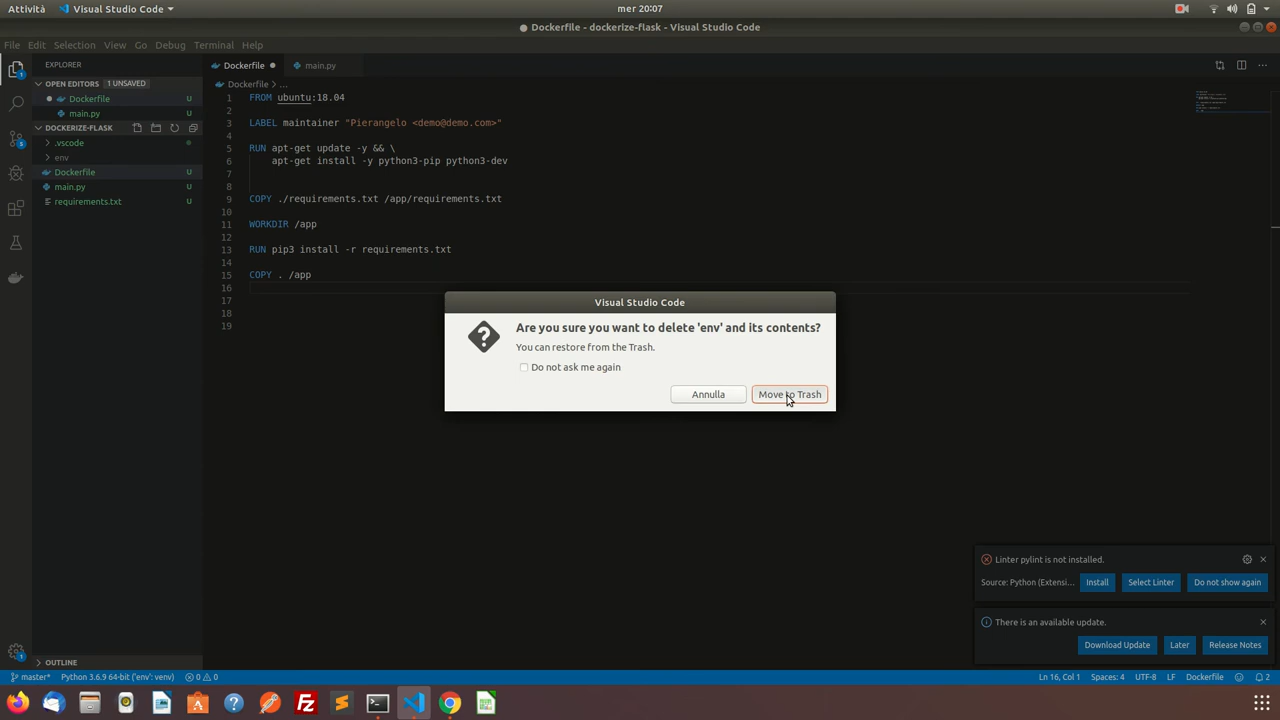 Attività
Visual Studio Code
mer 20:07
● Dockerfile - dockerize-flask - Visual Studio Code
File Edit Selection View Go Debug Terminal Help
EXPLORER
Dockerfile
main.py
OPEN EDITORS
1 UNSAVED
Dockerfile > ...
Dockerfile U
main.py U
DOCKERIZE-FLASK
.vscode
env
Dockerfile U
main.py U
requirements.txt U
1 FROM ubuntu:18.04
2
3 LABEL maintainer "Pierangelo <demo@demo.com>"
4
5 RUN apt-get update -y && \
6 apt-get install -y python3-pip python3-dev
7
8
9 COPY ./requirements.txt /app/requirements.txt
10
11 WORKDIR /app
12
13 RUN pip3 install -r requirements.txt
14
15 COPY . /app
16
17
18
19
Visual Studio Code
Are you sure you want to delete 'env' and its contents?
You can restore from the Trash.
Do not ask me again
Annulla
Move to Trash
Linter pylint is not installed.
Source: Python (Extensi...
Install
Select Linter
Do not show again
There is an available update.
Download Update
Later
Release Notes
OUTLINE
master*
Python 3.6.9 64-bit ('env': venv)
0
0
Ln 16, Col 1
Spaces: 4
UTF-8
LF
Dockerfile
2